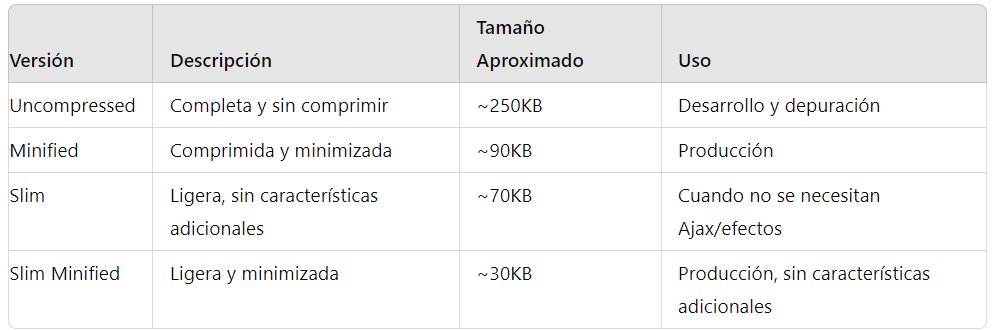 Versión Descripción Tamaño Aproximado Uso
Uncompressed Completa y sin comprimir ~250KB Desarrollo y depuración
Minified Comprimida y minimizada ~90KB Producción
Slim Ligera, sin características adicionales ~70KB Cuando no se necesitan Ajax/efectos
Slim Minified Ligera y minimizada ~30KB Producción, sin características adicionales